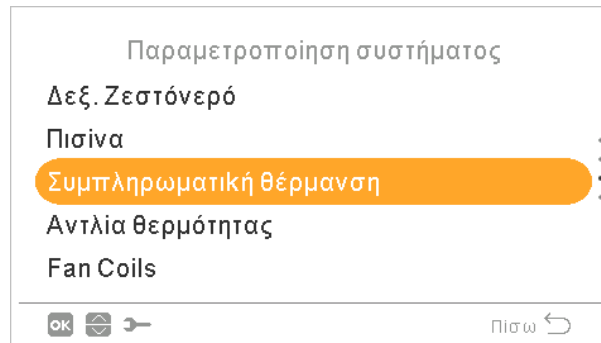 Παραμετροποίηση συστήματος
Δεξ. Ζεστόνερό
Πισίνα
Συμπληρωματική θέρμανση
Αντλία θερμότητας
Fan Coils
OK Πίσω